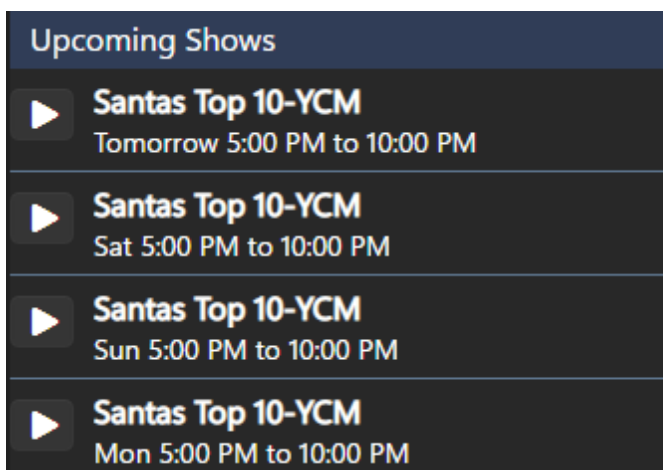 Upcoming Shows
Santas Top 10-YCM
Tomorrow 5:00 PM to 10:00 PM
Santas Top 10-YCM
Sat 5:00 PM to 10:00 PM
Santas Top 10-YCM
Sun 5:00 PM to 10:00 PM
Santas Top 10-YCM
Mon 5:00 PM to 10:00 PM